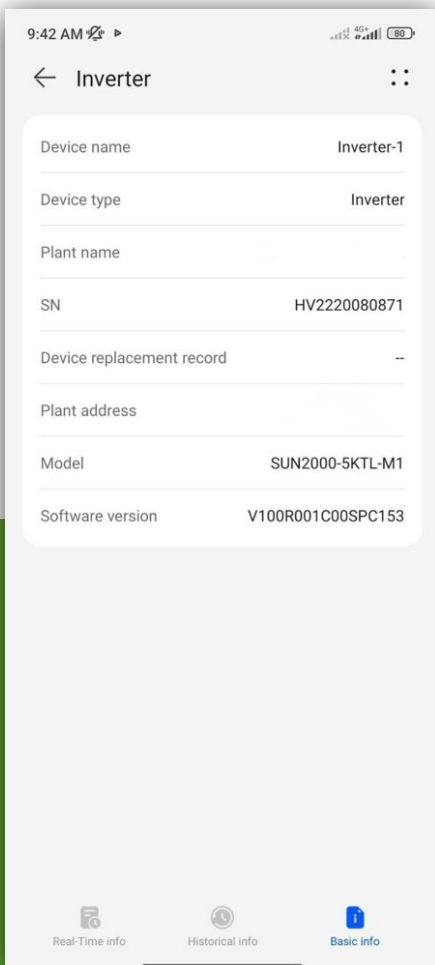 9:42 AM
4G+
80
Inverter
Device name Inverter-1
Device type Inverter
Plant name
SN HV2220080871
Device replacement record --
Plant address
Model SUN2000-5KTL-M1
Software version V100R001C00SPC153
Real-Time info Historical info Basic info